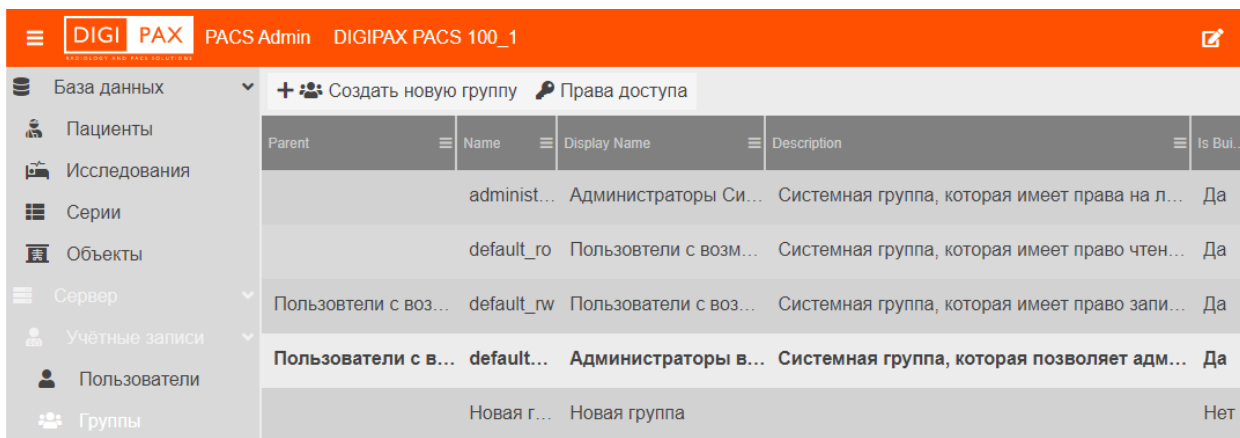 DIGI PAX PACS Admin DIGIPAX PACS 100_1
RADIOLOGY AND PACS SOLUTIONS
База данных
Пациенты
Исследования
Серии
Объекты
Сервер
Учётные записи
Пользователи
Группы
Создать новую группу Права доступа
Parent Name Display Name Description Is Bui...
administ... Администраторы Си... Системная группа, которая имеет права на л... Да
default_ro Пользовтели с возм... Системная группа, которая имеет право чтен... Да
Пользовтели с воз... default_rw Пользователи с воз... Системная группа, которая имеет право запи... Да
Пользователи с в... default... Администраторы в... Системная группа, которая позволяет адм... Да
Новая г... Новая группа Нет